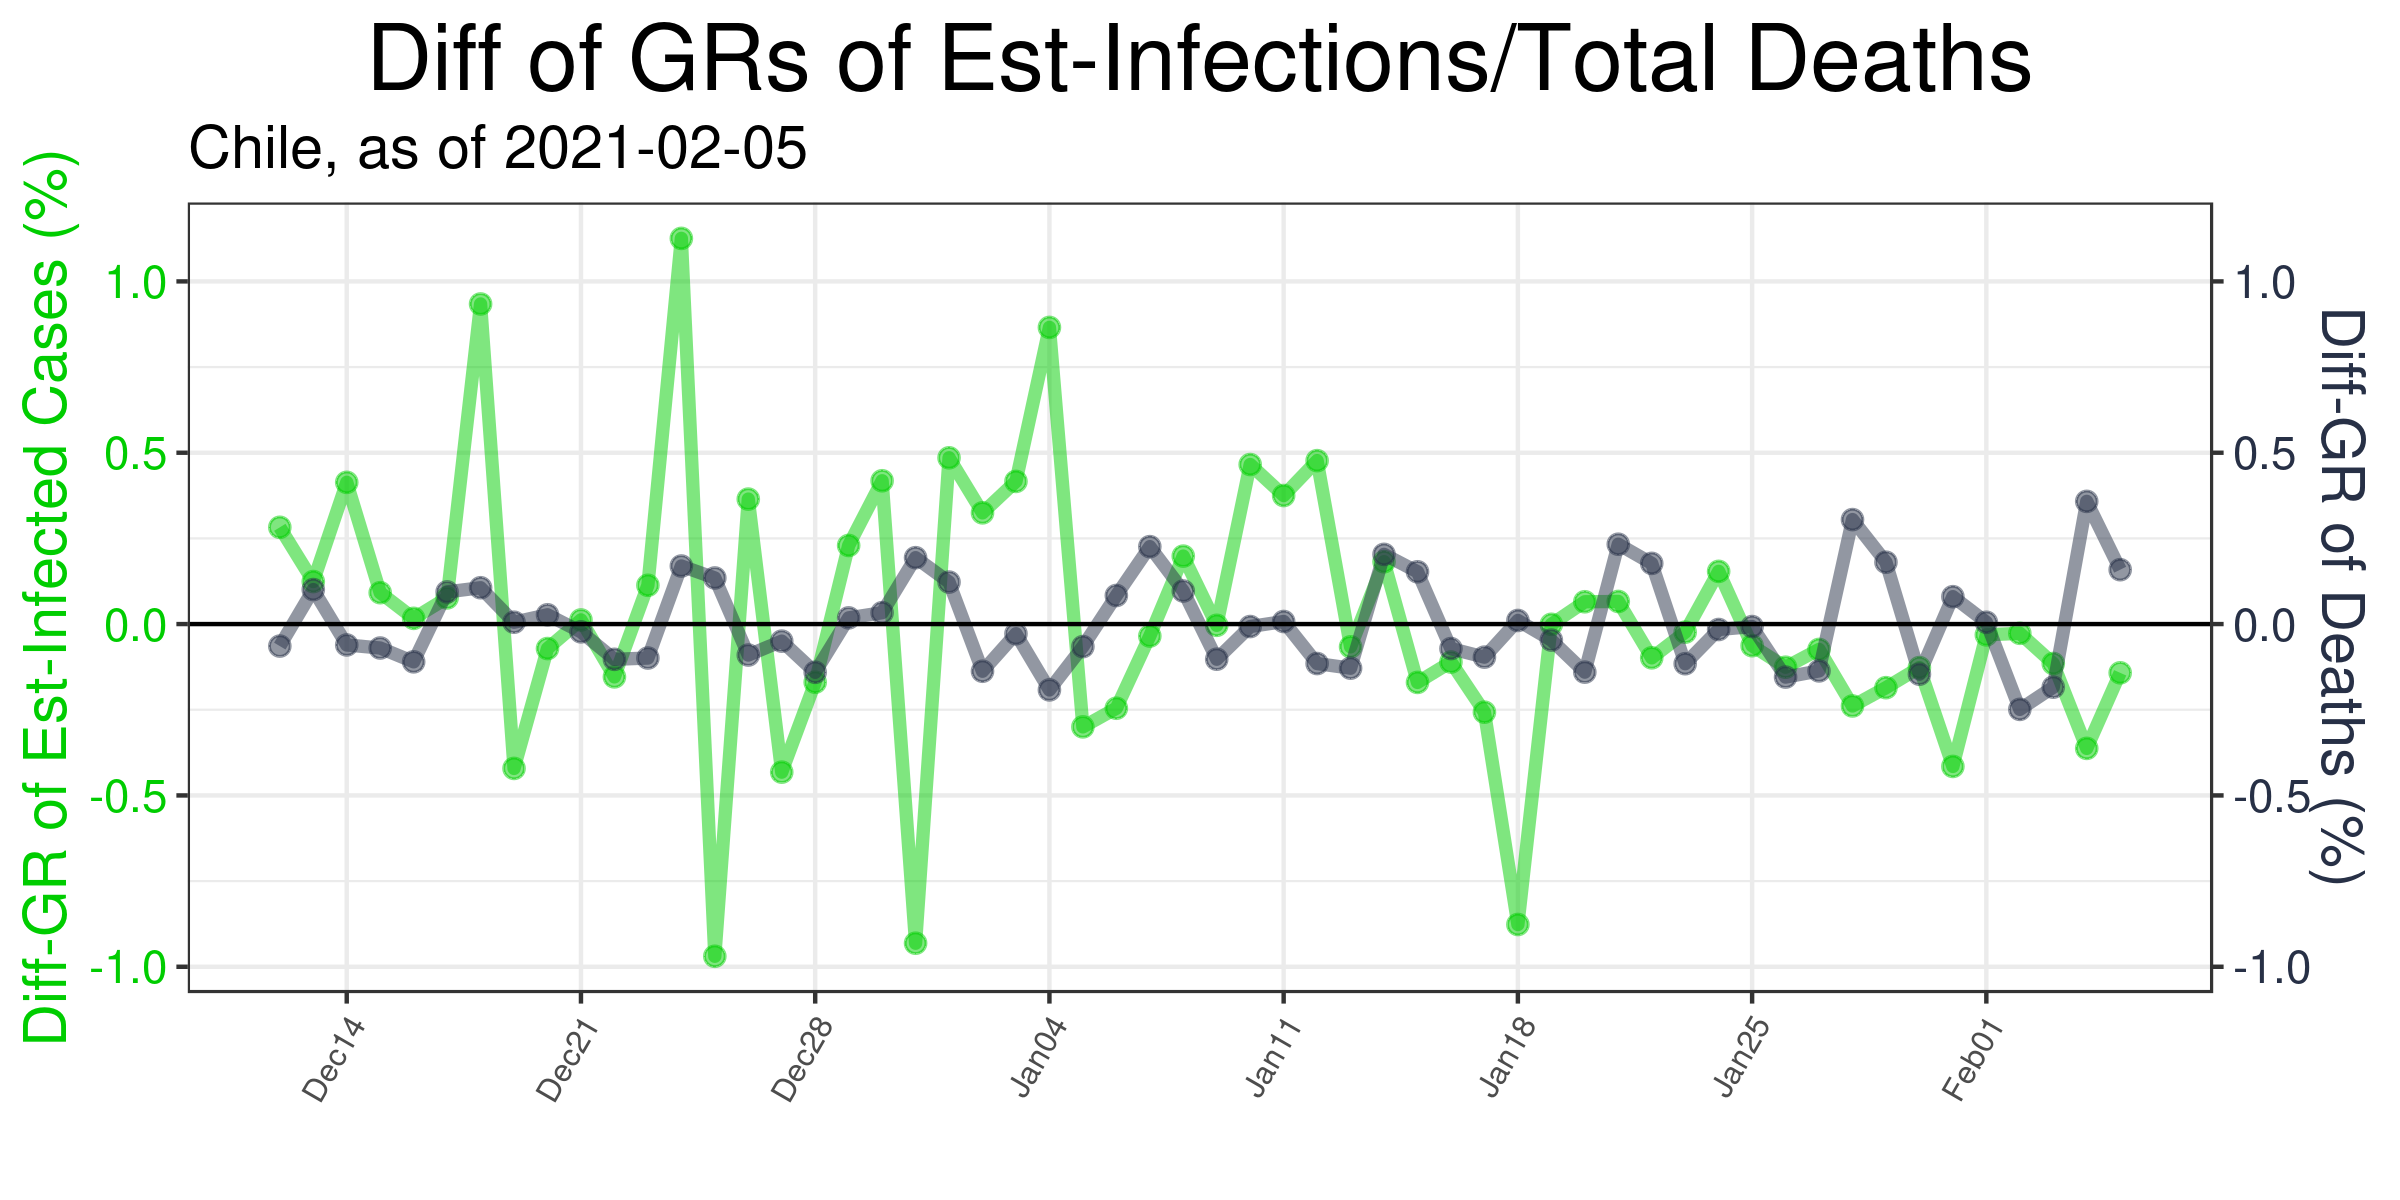 Diff of GRs of Est-Infections/Total Deaths
Chile, as of 2021-02-05
Diff-GR of Est-Infected Cases (%)
1.0
0.5
0.0
-0.5
-1.0
1.0
0.5
0.0
-0.5
-1.0
Diff-GR of Deaths (%)
Dec14
Dec21
Dec28
Jan04
Jan11
Jan18
Jan25
Feb01